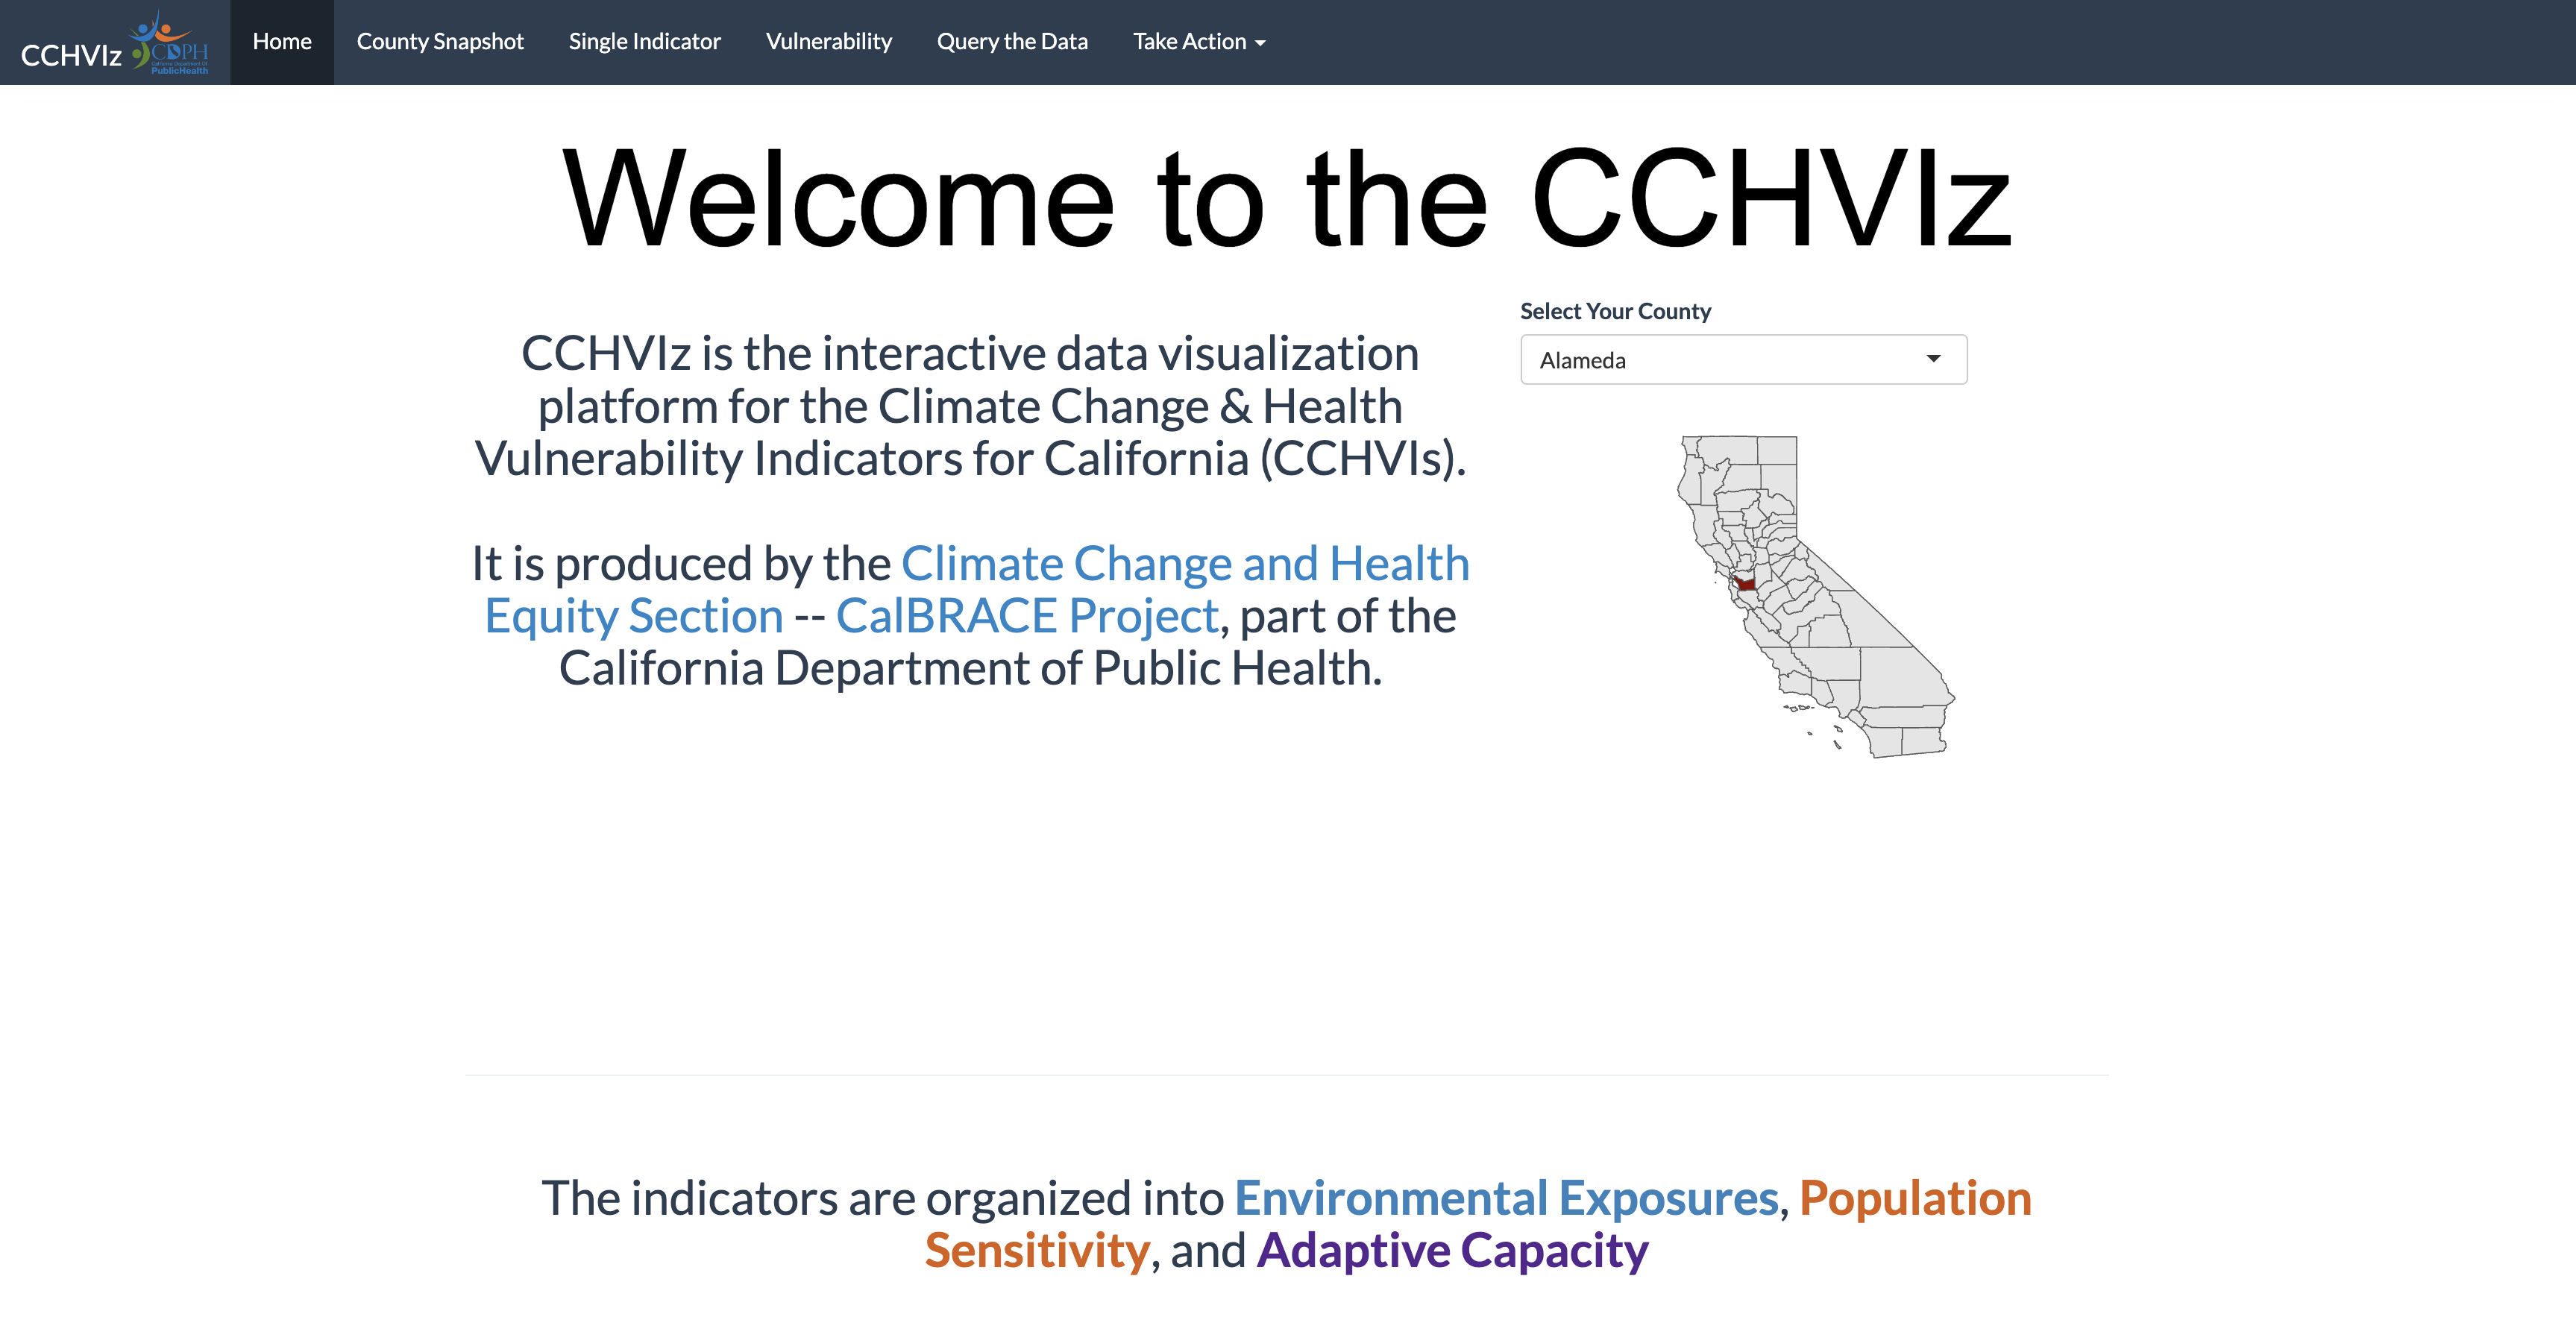 CCHVIz
CDPH
California Department of
PublicHealth
Home
County Snapshot
Single Indicator
Vulnerability
Query the Data
Take Action
Welcome to the CCHVIz
CCHVIz is the interactive data visualization
platform for the Climate Change & Health
Vulnerability Indicators for California (CCHVIs).
It is produced by the Climate Change and Health
Equity Section -- CalBRACE Project, part of the
California Department of Public Health.
Select Your County
Alameda
The indicators are organized into Environmental Exposures, Population
Sensitivity, and Adaptive Capacity